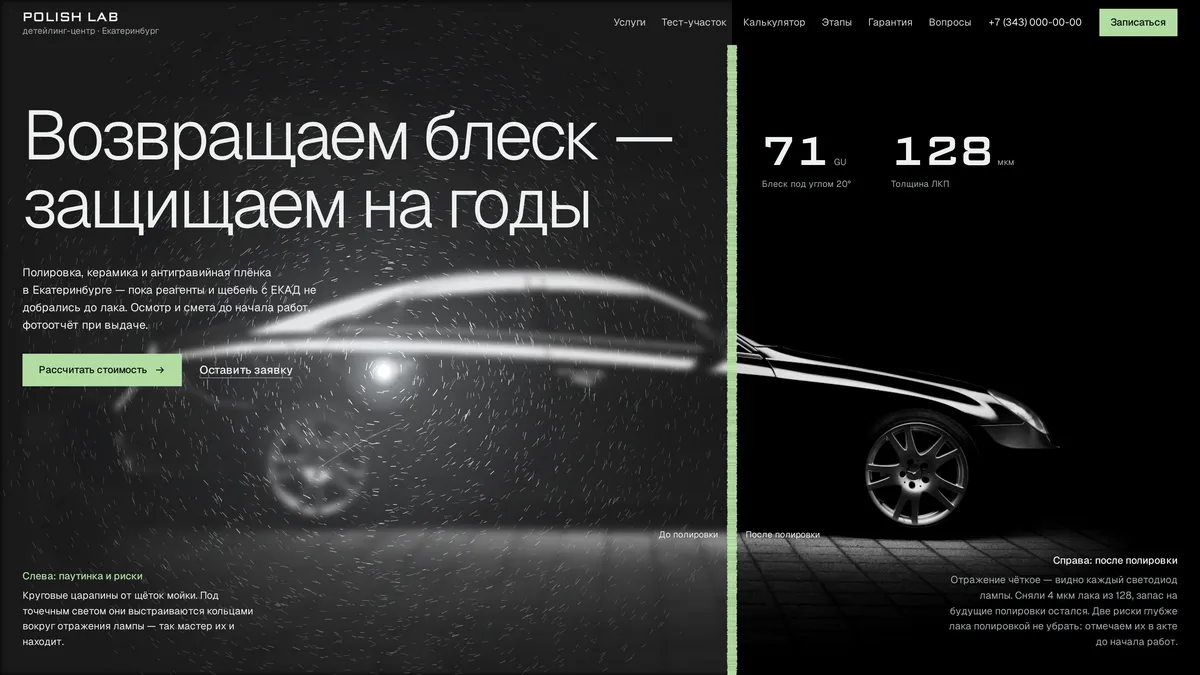 POLISH LAB
детейлинг-центр · Екатеринбург
Услуги Тест-участок Калькулятор Этапы Гарантия Вопросы +7 (343) 000-00-00 Записаться
Возвращаем блеск —
защищаем на годы
71 GU
Блеск под углом 20°
128 мкм
Толщина ЛКП
Полировка, керамика и антигравийная плёнка
в Екатеринбурге — пока реагенты и щебень с ЕКАД не
добрались до лака. Осмотр и смета до начала работ,
фотоотчёт при выдаче.
Рассчитать стоимость →
Оставить заявку
До полировки
После полировки
Слева: паутинка и риски
Круговые царапины от щёток мойки. Под
точечным светом они выстраиваются кольцами
вокруг отражения лампы — так мастер их и
находит.
Справа: после полировки
Отражение чёткое — видно каждый светодиод
лампы. Сняли 4 мкм лака из 128, запас на
будущие полировки остался. Две риски глубже
лака полировкой не убрать: отмечаем их в акте
до начала работ.